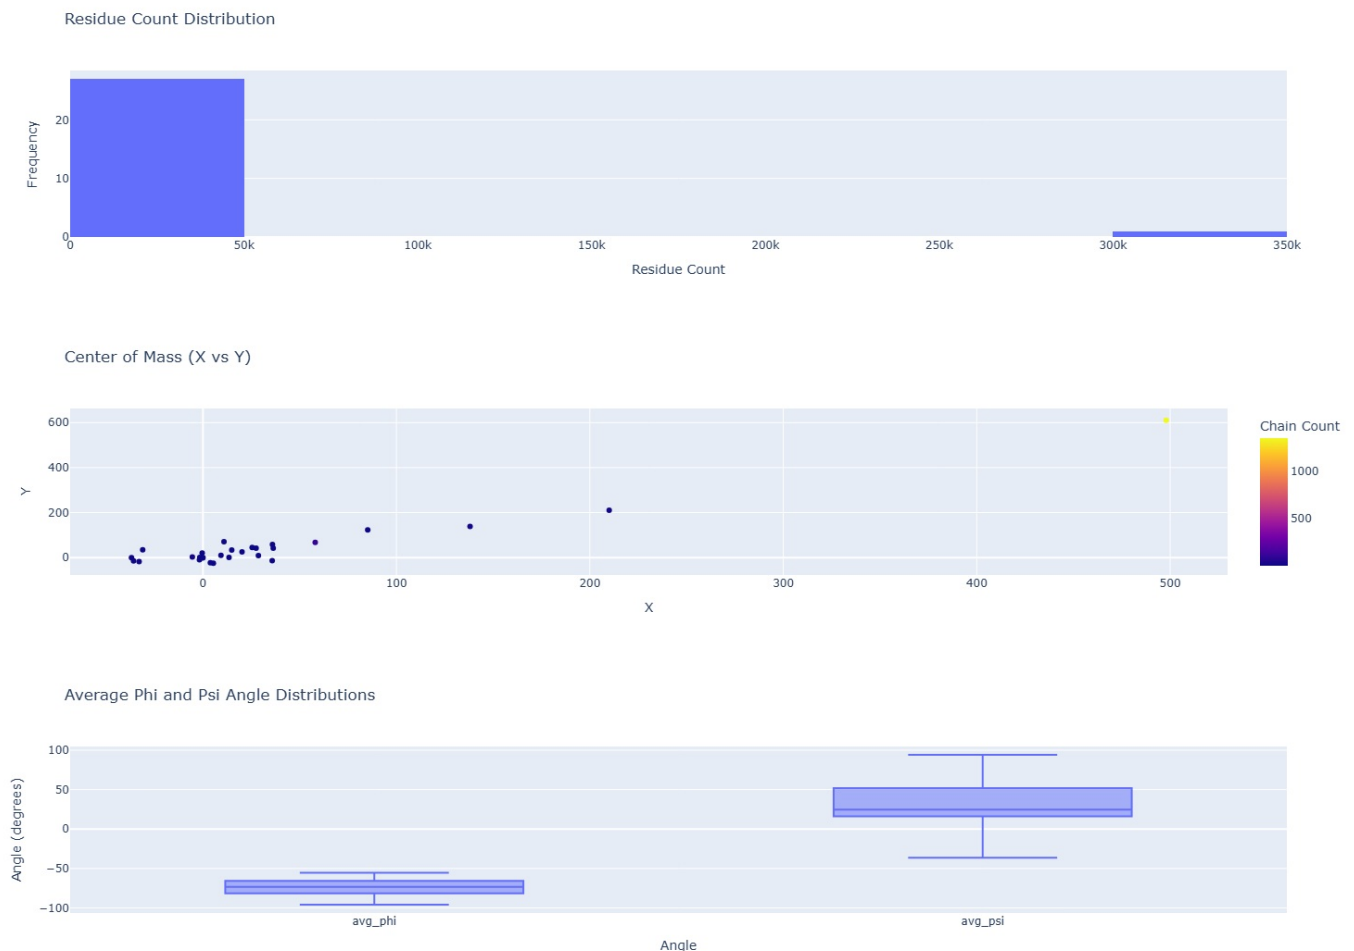 Residue Count Distribution
20
10
0
Frequency
0 50k 100k 150k 200k 250k 300k 350k
Residue Count
Center of Mass (X vs Y)
600
400
200
0
Y
0 100 200 300 400 500
X
Chain Count
1000
500
Average Phi and Psi Angle Distributions
100
50
0
−50
−100
Angle (degrees)
avg_phi avg_psi
Angle